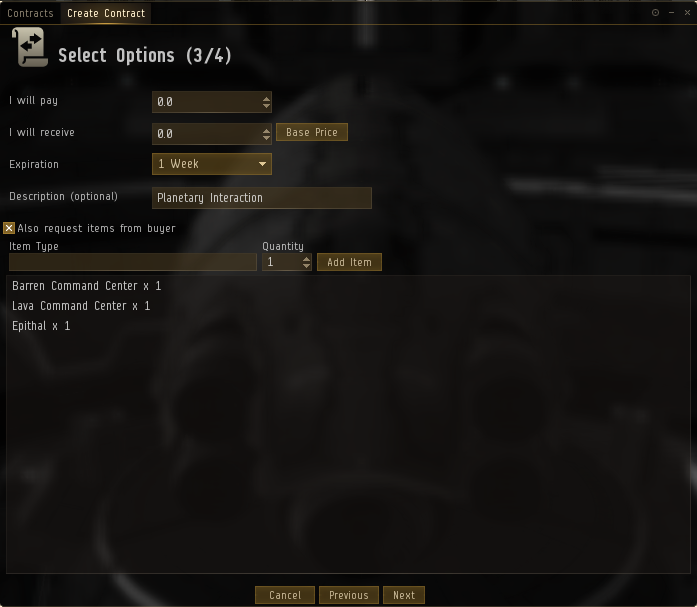 Contracts Create Contract
Select Options (3/4)
I will pay 0.0
I will receive 0.0 Base Price
Expiration 1 Week
Description (optional) Planetary Interaction
Also request items from buyer
Item Type Quantity
1 Add Item
Barren Command Center x 1
Lava Command Center x 1
Epithal x 1
Cancel Previous Next